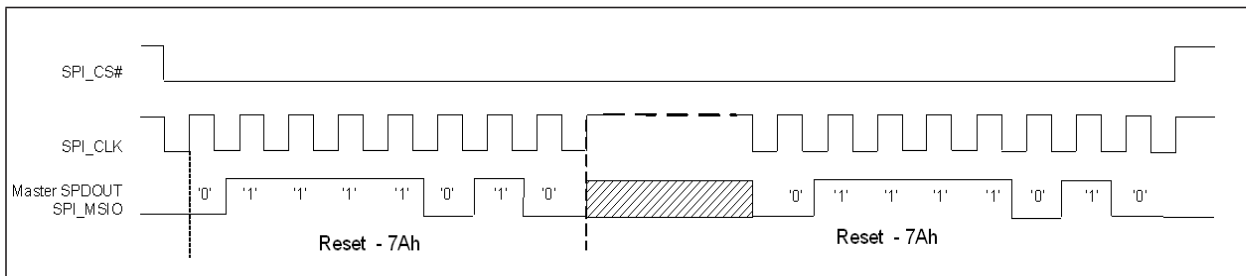 SPI_CS#
SPI_CLK
Master SPDOUT
SPI_MSIO
'0' '1' '1' '1' '1' '0' '1' '0' '0' '1' '1' '1' '1' '0' '1' '0'
Reset - 7Ah Reset - 7Ah